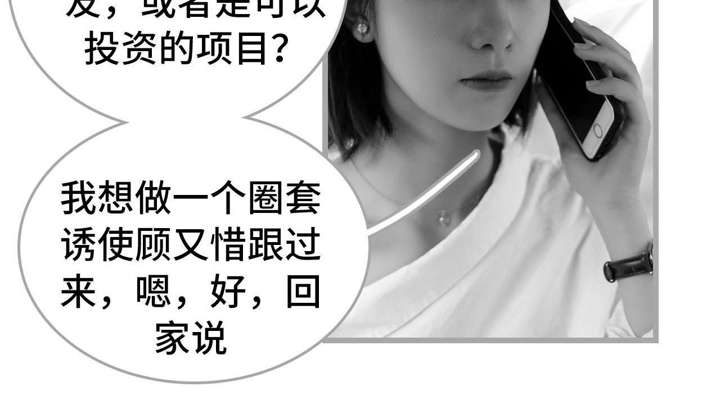 发，或者是可以
投资的项目？
我想做一个圈套
诱使顾又惜跟过
来，嗯，好，回
家说